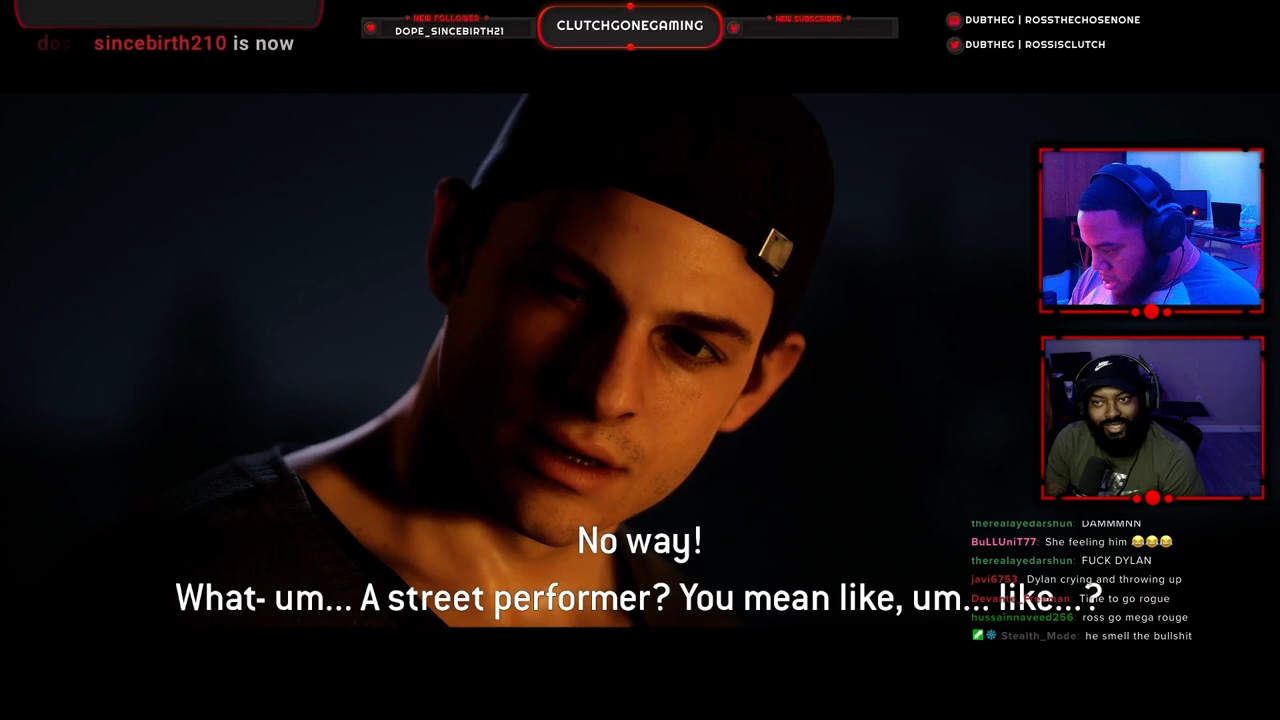 sincebirth210 is now
NEW FOLLOWER
DOPE_SINCEBIRTH21
CLUTCHGONEGAMING
NEW SUBSCRIBER
DUBTHEG | ROSSTHECHOSENONE
DUBTHEG | ROSSISCLUTCH
No way!
What- um... A street performer? You mean like, um... like...?
therealayedarshun: DAMMMNN
BuLLUniT77: She feeling him 😂😂😂
therealayedarshun: FUCK DYLAN
javi6753: Dylan crying and throwing up
Time to go rogue
hussainnaveed256: ross go mega rouge
Stealth_Mode: he smell the bullshit